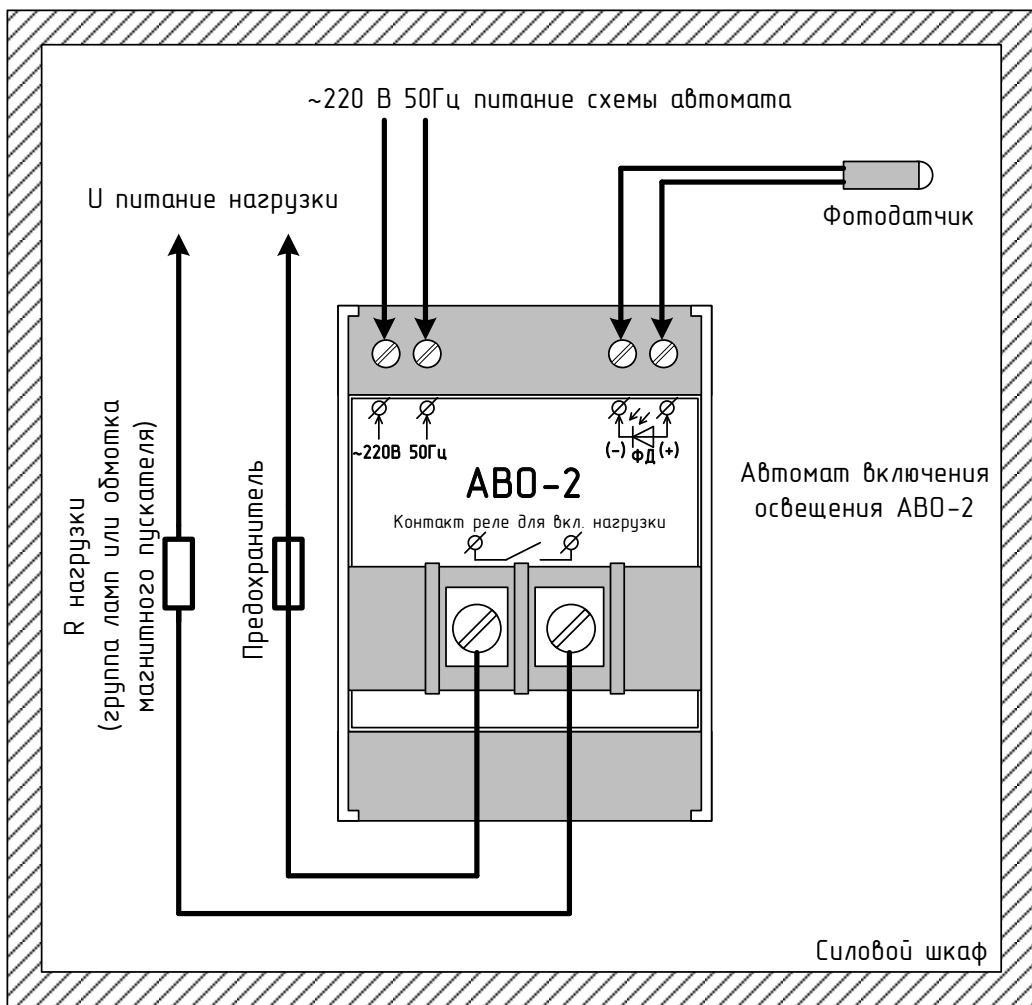 ~220 В 50Гц питание схемы автомата
U питание нагрузки
Фотодатчик
~220В 50Гц
(-) ФД (+)
АВО-2
Контакт реле для вкл. нагрузки
Автомат включения
освещения АВО-2
R нагрузки
(группа ламп или обмотка
магнитного пускателя)
Предохранитель
Силовой шкаф